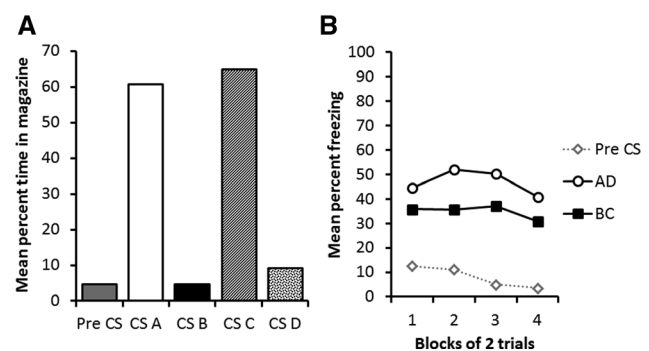 A
Mean percent time in magazine
70
60
50
40
30
20
10
0
Pre CS CS A CS B CS C CS D
B
Mean percent freezing
100
90
80
70
60
50
40
30
20
10
0
1 2 3 4
Blocks of 2 trials
Pre CS
AD
BC